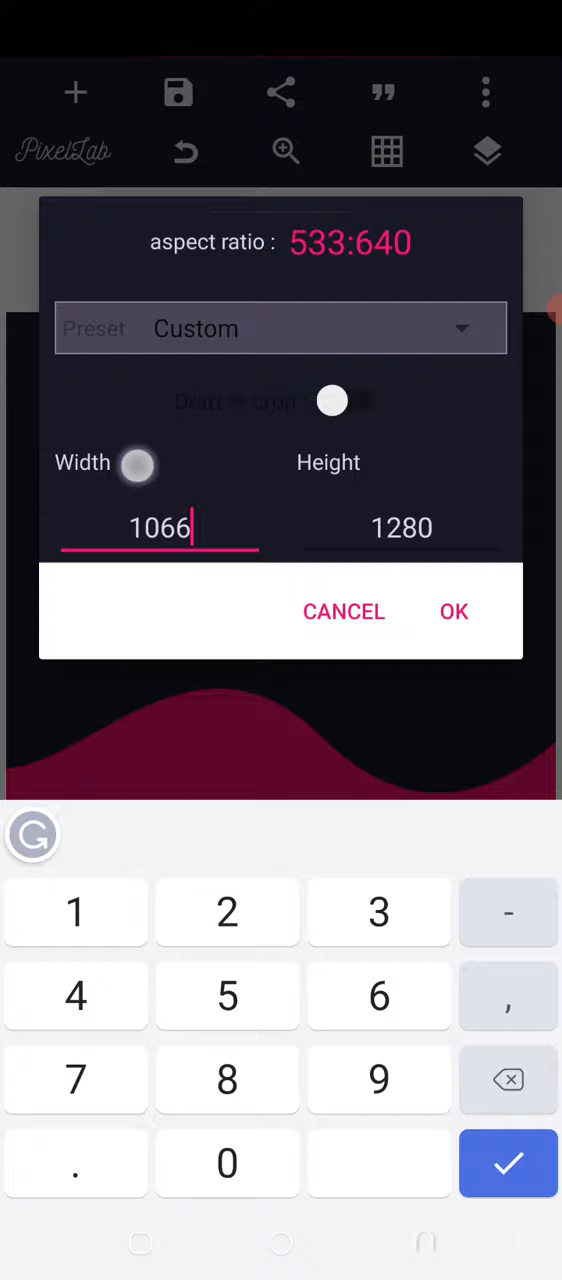 PixelLab
aspect ratio : 533:640
Preset Custom
Width Height
1066 1280
CANCEL OK
G
1 2 3 -
4 5 6 ,
7 8 9
. 0